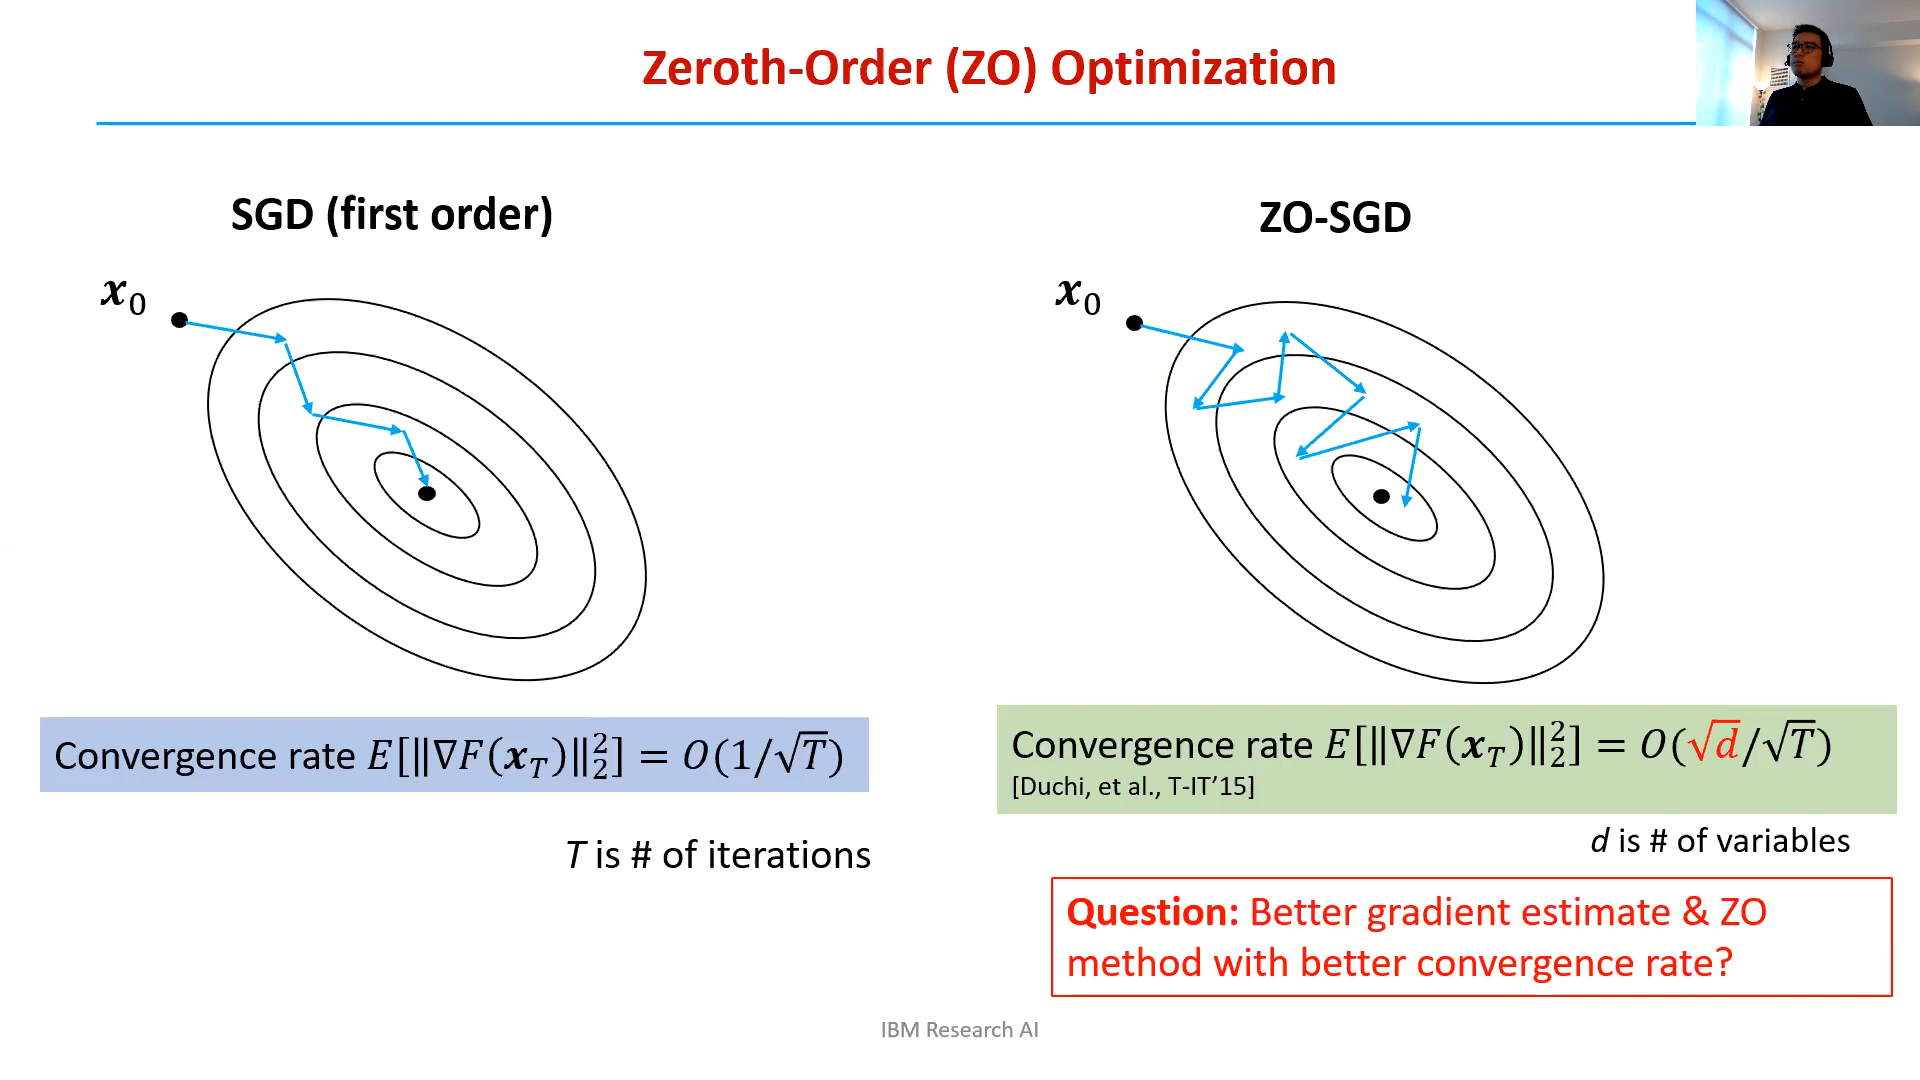 Zeroth-Order (ZO) Optimization
SGD (first order)
x₀
Convergence rate E[‖∇F(x_T)‖₂²] = O(1/√T)
T is # of iterations
ZO-SGD
x₀
Convergence rate E[‖∇F(x_T)‖₂²] = O(√d/√T)
[Duchi, et al., T-IT’15]
d is # of variables
Question: Better gradient estimate & ZO
method with better convergence rate?
IBM Research AI